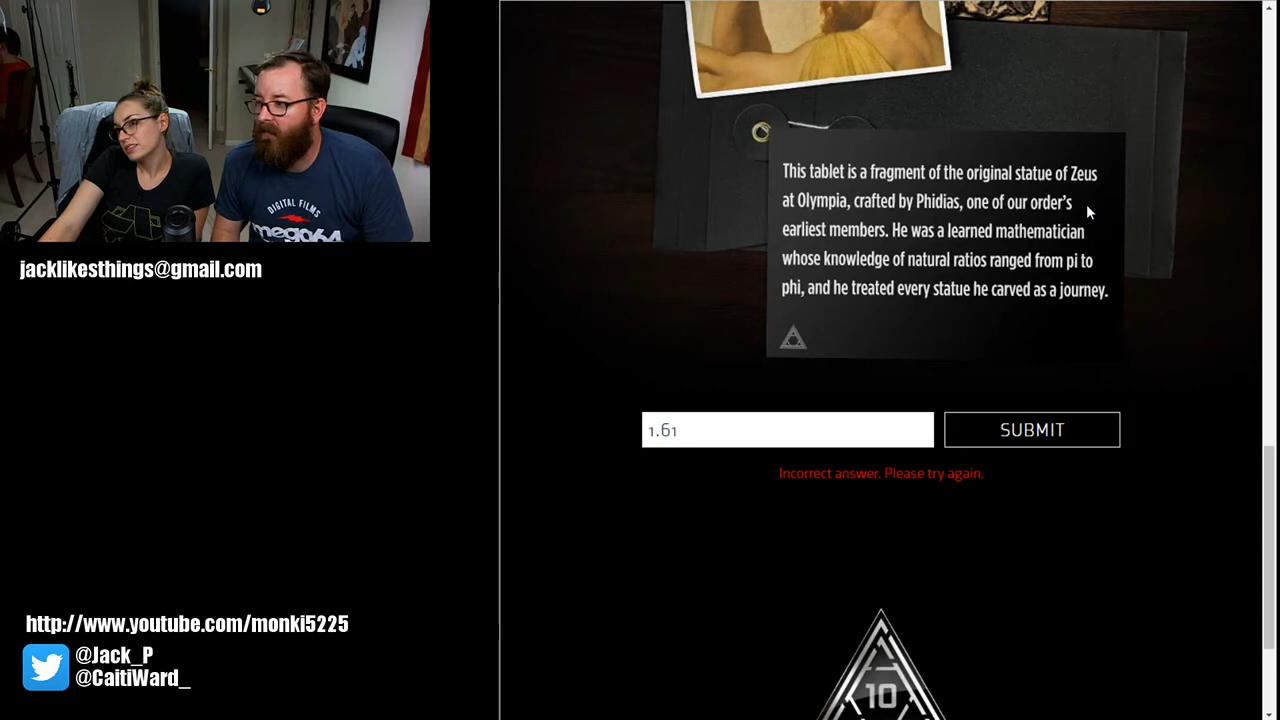 DIGITAL FILMS
mega64
jacklikesthings@gmail.com
This tablet is a fragment of the original statue of Zeus
at Olympia, crafted by Phidias, one of our order's
earliest members. He was a learned mathematician
whose knowledge of natural ratios ranged from pi to
phi, and he treated every statue he carved as a journey.
1.61
SUBMIT
Incorrect answer. Please try again.
http://www.youtube.com/monki5225
@Jack_P
@CaitiWard_
10